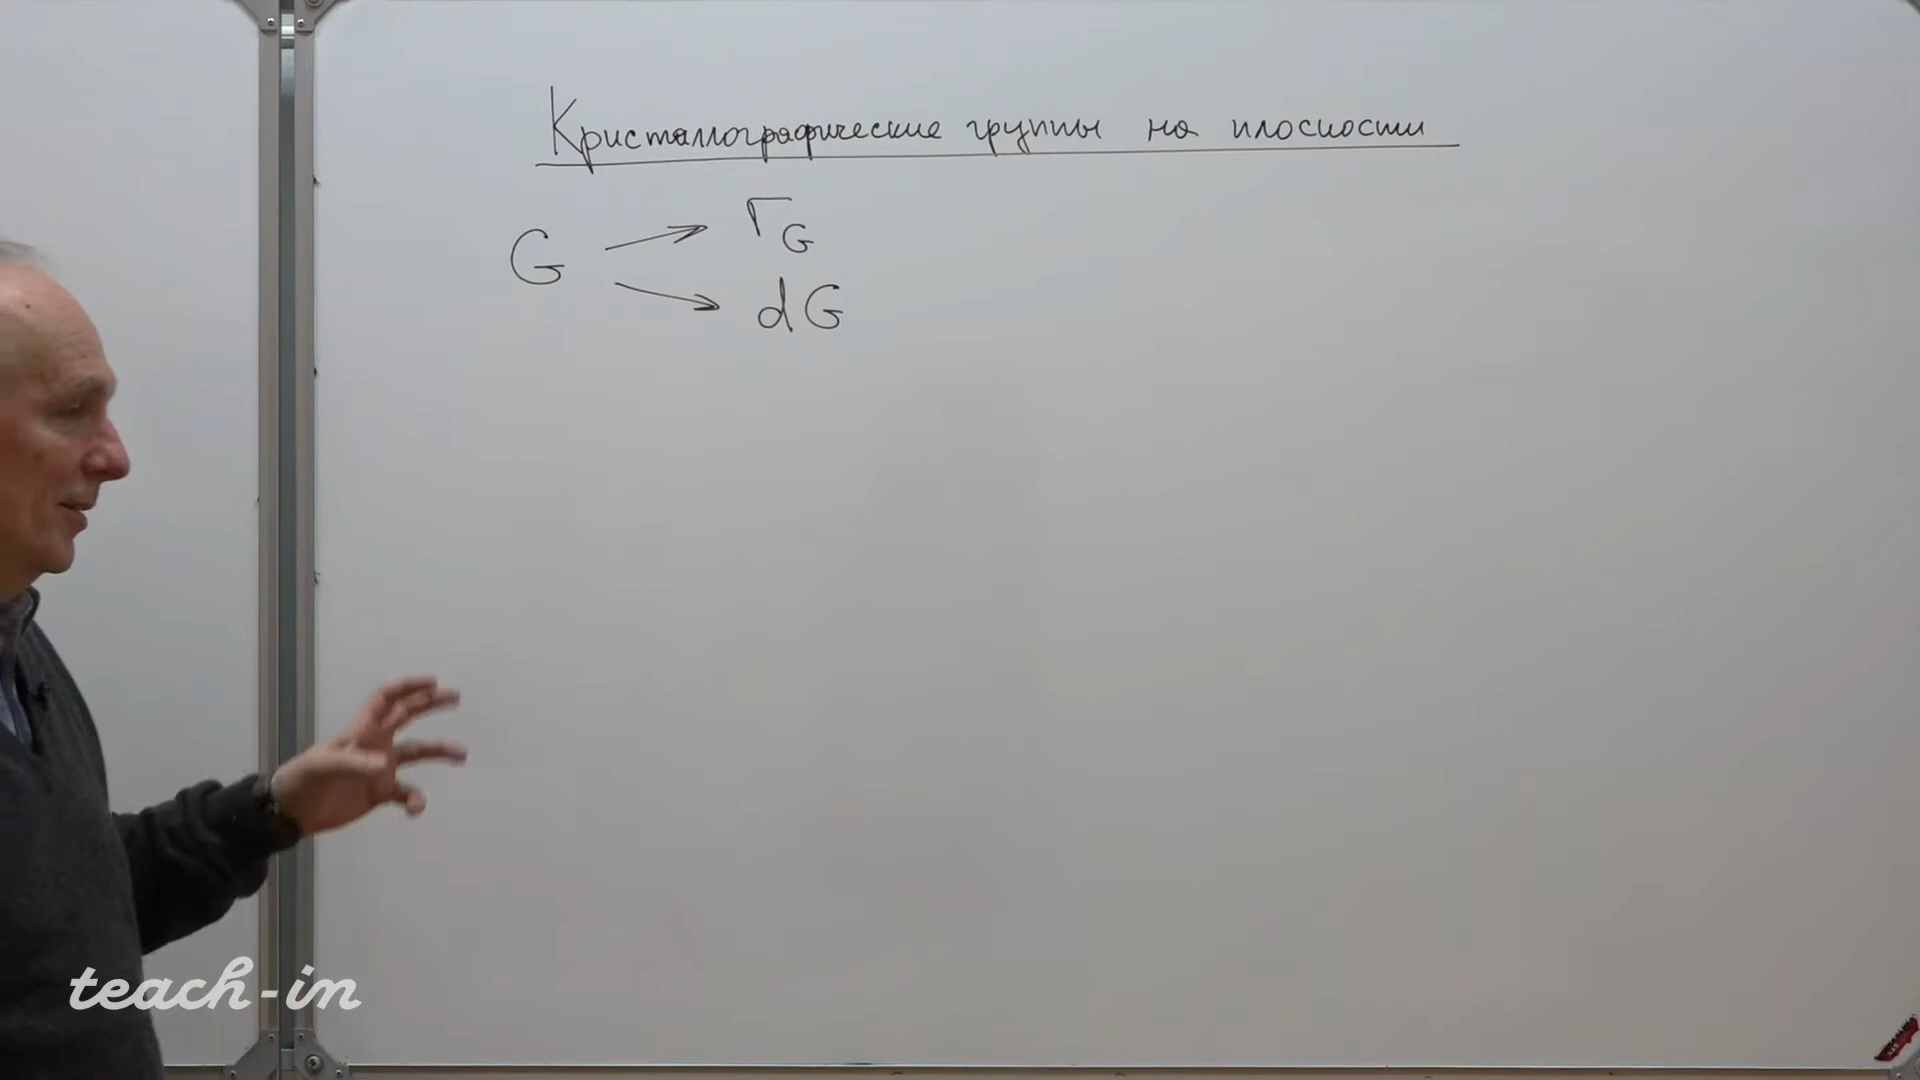 Кристаллографические группы на плоскости
G → Γ_G
→ dG
teach-in